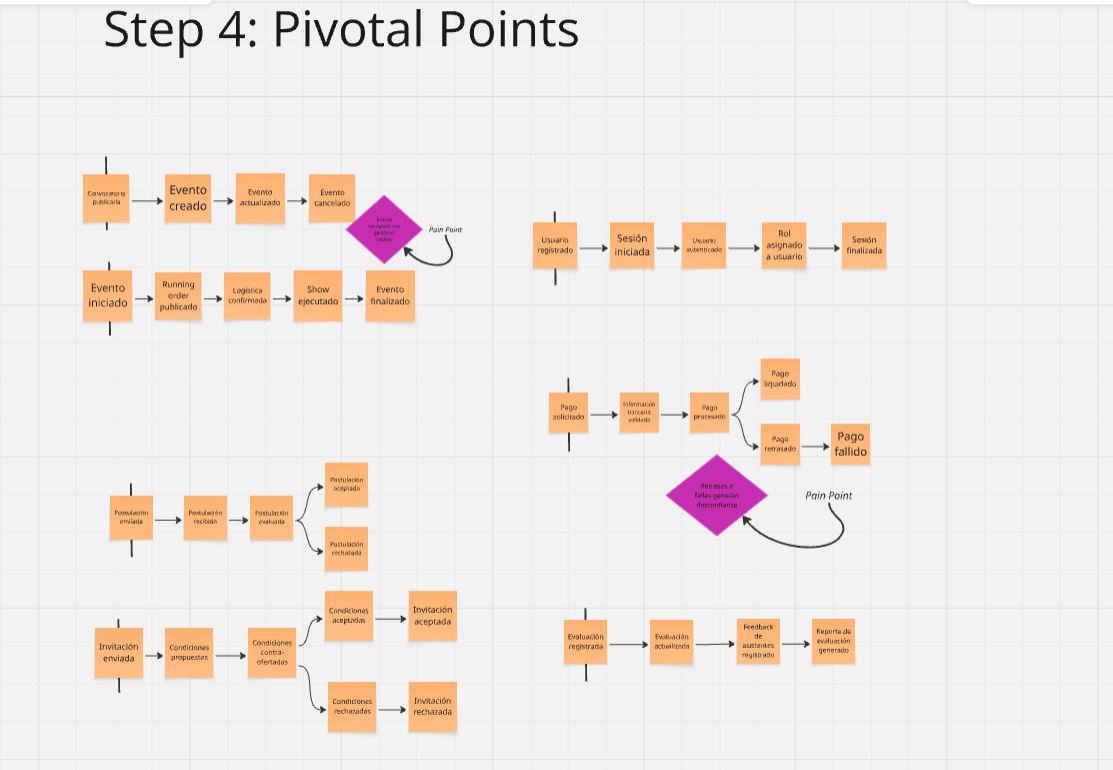 Step 4: Pivotal Points
Convocatoria
publicada
Evento
creado
Evento
actualizado
Evento
cancelado
Pain Point
Evento
iniciado
Running
order
publicado
Logística
confirmada
Show
ejecutado
Evento
finalizado
Usuario
registrado
Sesión
iniciada
Usuario
autenticado
Rol
asignado
a usuario
Sesión
finalizada
Pago
solicitado
Información
bancaria
validada
Pago
procesado
Pago
liquidado
Pago
retrasado
Pago
fallido
Retrasos o
fallas generan
desconfianza
Pain Point
Postulación
enviada
Postulación
recibida
Postulación
evaluada
Postulación
aceptada
Postulación
rechazada
Invitación
enviada
Condiciones
propuestas
Condiciones
contra-
ofertadas
Condiciones
aceptadas
Invitación
aceptada
Condiciones
rechazadas
Invitación
rechazada
Evaluación
registrada
Evaluación
actualizada
Feedback
de
asistentes
registrado
Reporte de
evaluación
generado